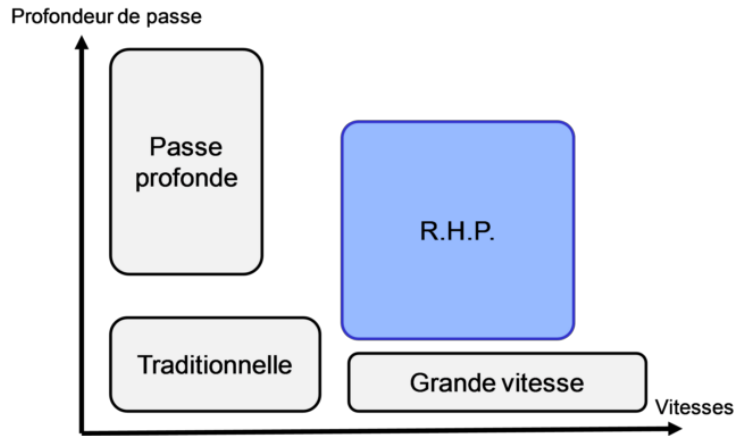 Profondeur de passe
Passe
profonde
R.H.P.
Traditionnelle
Grande vitesse
Vitesses